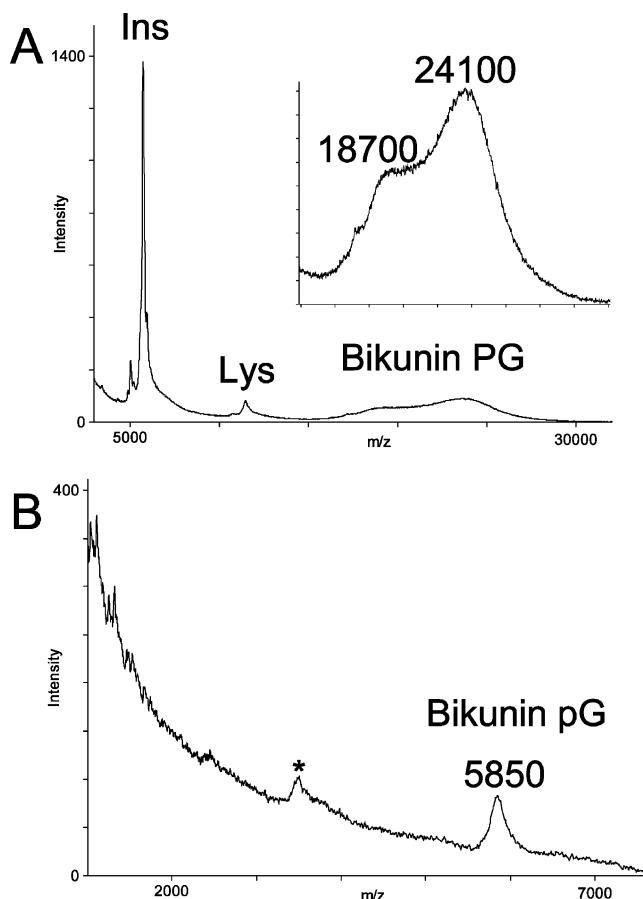 A
Ins
1400
24100
18700
Intensity
Lys
Bikunin PG
0
5000
m/z
30000
B
400
Intensity
Bikunin pG
5850
*
0
2000
m/z
7000